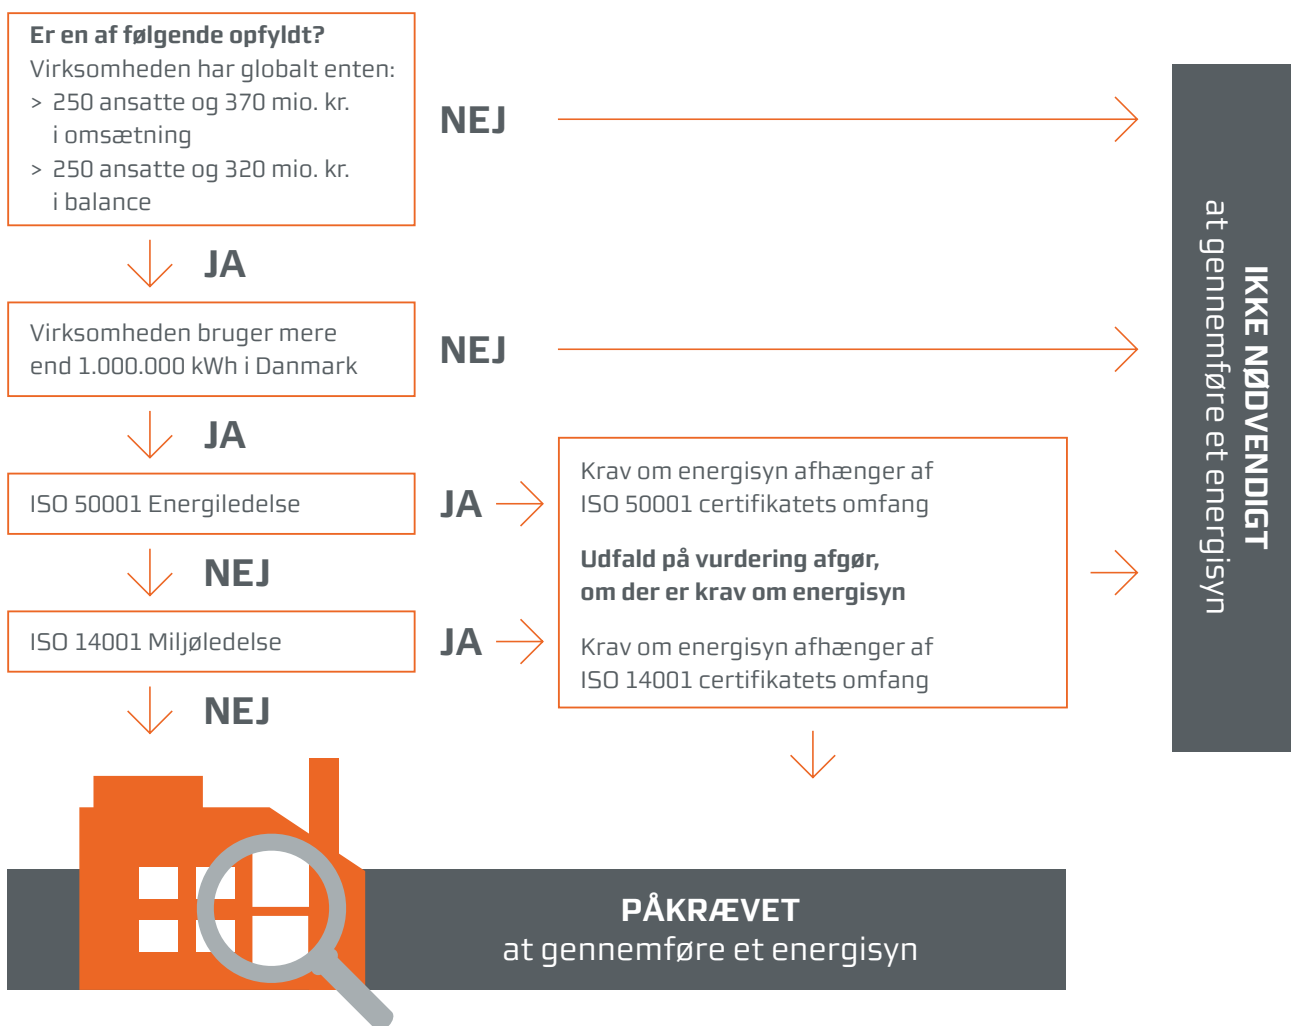 Er en af følgende opfyldt?
Virksomheden har globalt enten:
> 250 ansatte og 370 mio. kr.
i omsætning
> 250 ansatte og 320 mio. kr.
i balance
NEJ
JA
Virksomheden bruger mere
end 1.000.000 kWh i Danmark
NEJ
JA
ISO 50001 Energiledelse
JA
NEJ
ISO 14001 Miljøledelse
JA
NEJ
Krav om energisyn afhænger af
ISO 50001 certifikatets omfang
Udfald på vurdering afgør,
om der er krav om energisyn
Krav om energisyn afhænger af
ISO 14001 certifikatets omfang
IKKE NØDVENDIGT
at gennemføre et energisyn
PÅKRÆVET
at gennemføre et energisyn